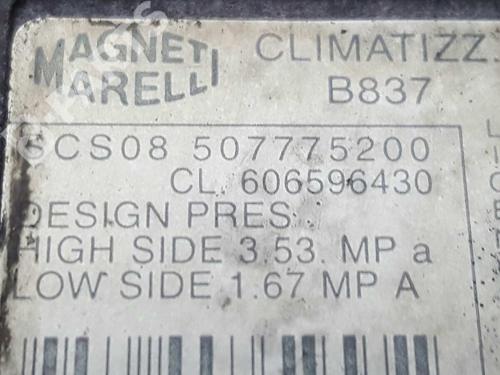 MAGNETI
MARELLI
CLIMATIZZ
B837
SCS08 507775200
CL. 606596430
DESIGN PRES
HIGH SIDE 3.53. MP a
LOW SIDE 1.67 MP A